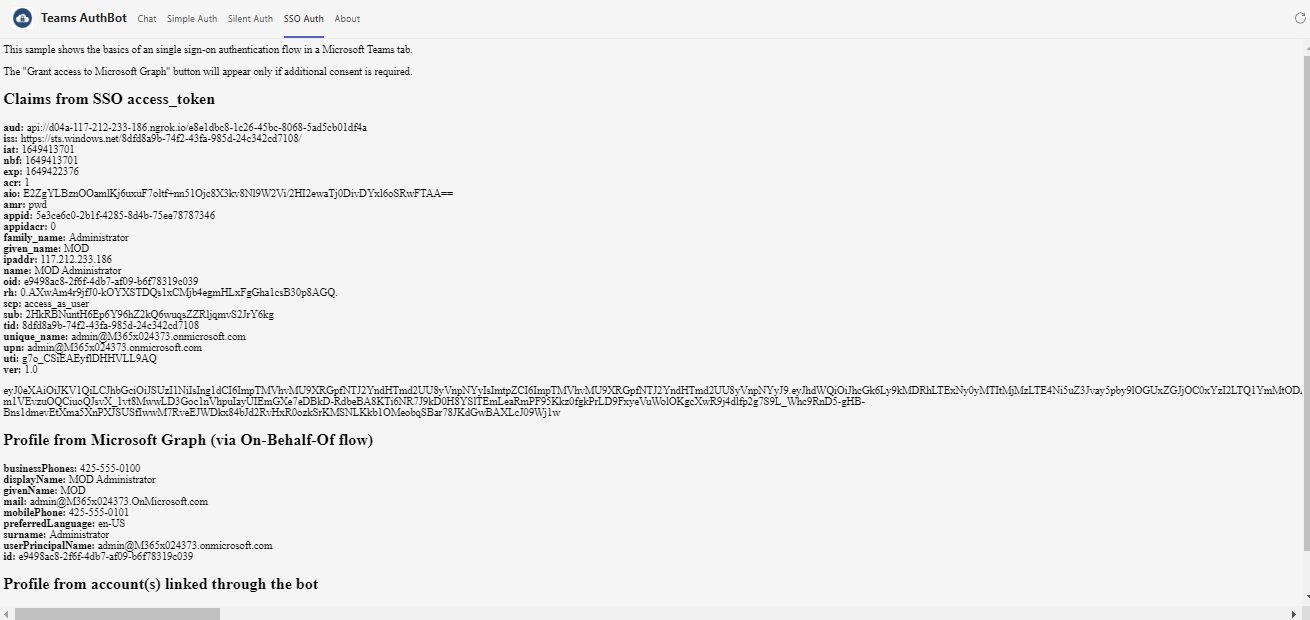 Teams AuthBot Chat Simple Auth Silent Auth SSO Auth About
This sample shows the basics of an single sign-on authentication flow in a Microsoft Teams tab.
The "Grant access to Microsoft Graph" button will appear only if additional consent is required.
Claims from SSO access_token
aud: api://d04a-117-212-233-186.ngrok.io/e8e1dbc8-1c26-45bc-8068-5ad5cb01df4a
iss: https://sts.windows.net/8dfd8a9b-74f2-43fa-985d-24c342cd7108/
iat: 1649413701
nbf: 1649413701
exp: 1649422376
acr: 1
aio: E2ZgYLBznOOamlKj6uxuF7oltf+nn51Ojc8X3kv8Nl9W2Vi/2HI2ewaTj0DivDYxl6oSRwFTAA==
amr: pwd
appid: 5e3ce6c0-2b1f-4285-8d4b-75ee78787346
appidacr: 0
family_name: Administrator
given_name: MOD
ipaddr: 117.212.233.186
name: MOD Administrator
oid: e9498ac8-2f6f-4db7-af09-b6f78319c039
rh: 0.AXwAm4r9jfJ0-kOYXSTDQs1xCMjb4egmHLxFgGha1csB30p8AGQ.
scp: access_as_user
sub: 2HkRBNuntH6Ep6Y96hZ2kQ6wuqsZZRljqmvS2JrY6kg
tid: 8dfd8a9b-74f2-43fa-985d-24c342cd7108
unique_name: admin@M365x024373.onmicrosoft.com
upn: admin@M365x024373.onmicrosoft.com
uti: g7o_CSiEAEyflDHHVLL9AQ
ver: 1.0
Profile from Microsoft Graph (via On-Behalf-Of flow)
businessPhones: 425-555-0100
displayName: MOD Administrator
givenName: MOD
mail: admin@M365x024373.OnMicrosoft.com
mobilePhone: 425-555-0101
preferredLanguage: en-US
surname: Administrator
userPrincipalName: admin@M365x024373.onmicrosoft.com
id: e9498ac8-2f6f-4db7-af09-b6f78319c039
Profile from account(s) linked through the bot